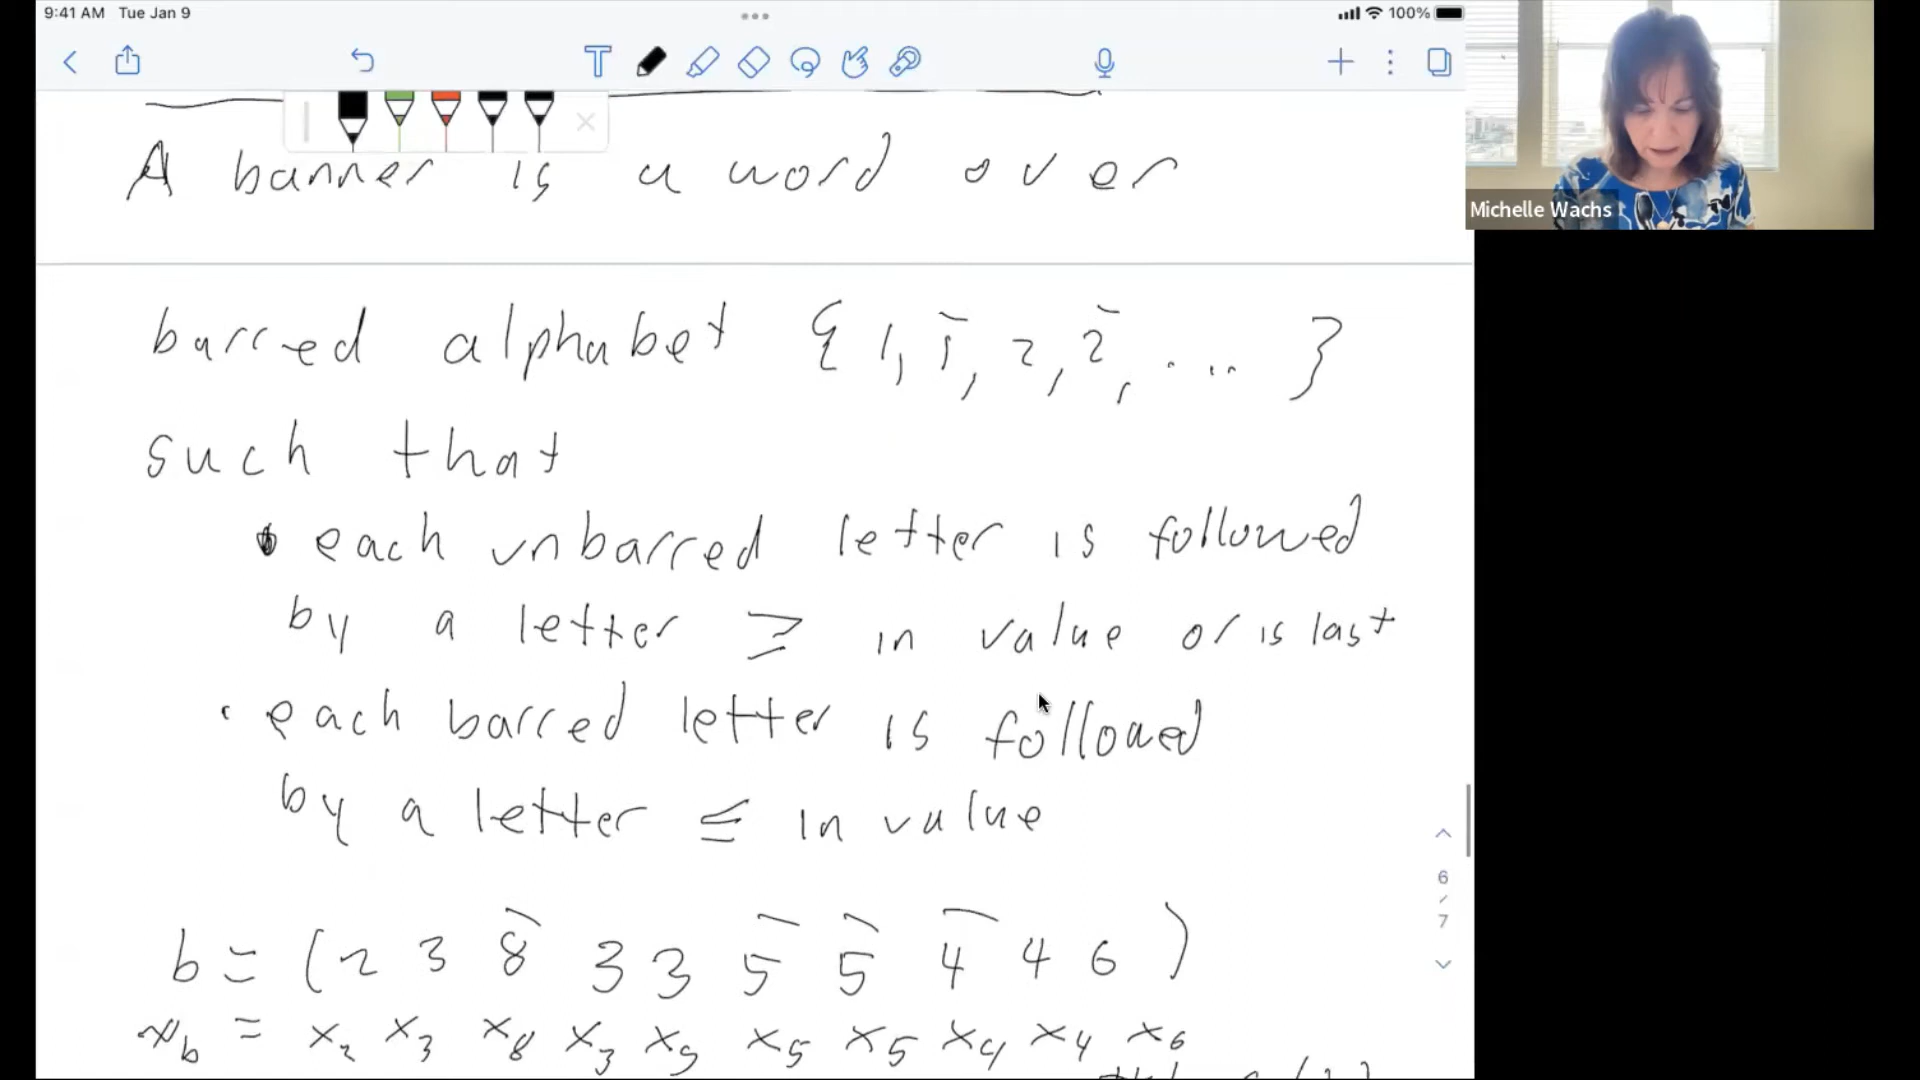 9:41 AM Tue Jan 9
100%
A banner is a word over
Michelle Wachs
barred alphabet { 1, 1̄, 2, 2̄, ... }
such that
• each unbarred letter is followed
by a letter ≥ in value or is last
• each barred letter is followed
by a letter ≤ in value
6
/
7
b = (2 3 8̄ 3 3 5̄ 5̄ 4̄ 4 6)
x_b = x_2 x_3 x_8 x_3 x_3 x_5 x_5 x_4 x_4 x_6